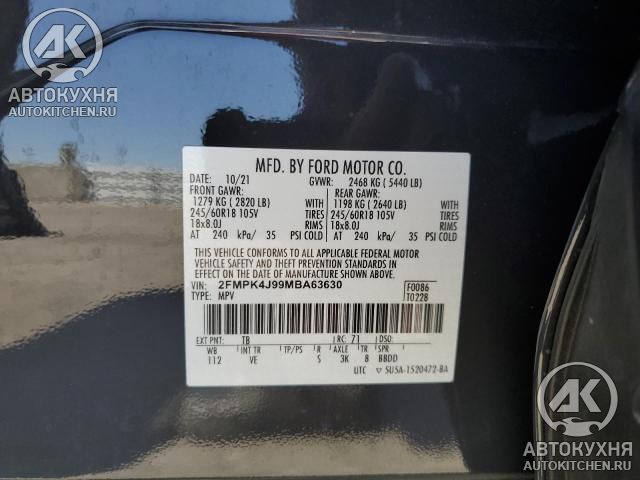 АК
АВТОКУХНЯ
AUTOKITCHEN.RU
MFD. BY FORD MOTOR CO.
DATE: 10/21 GVWR: 2468 KG ( 5440 LB)
FRONT GAWR: REAR GAWR:
1279 KG ( 2820 LB) WITH 1198 KG ( 2640 LB) WITH
245/60R18 105V TIRES 245/60R18 105V TIRES
18x8.0J 18x8.0J
AT 240 kPa/ 35 PSI COLD AT 240 kPa/ 35 PSI COLD
THIS VEHICLE CONFORMS TO ALL APPLICABLE FEDERAL MOTOR
VEHICLE SAFETY AND THEFT PREVENTION STANDARDS IN EFFECT
ON THE DATE OF MANUFACTURE SHOWN ABOVE.
VIN: 2FMPK4J99MBA63630 F0086
TYPE: MPV T0228
EXT PNT: TB RC: 71 DSO:
WB INT TR TP/PS R AXLE TR SPR
112 VE S 3K 8 BBDD
UTC ▽ SU5A-1520472-BA
АК
АВТОКУХНЯ
AUTOKITCHEN.RU